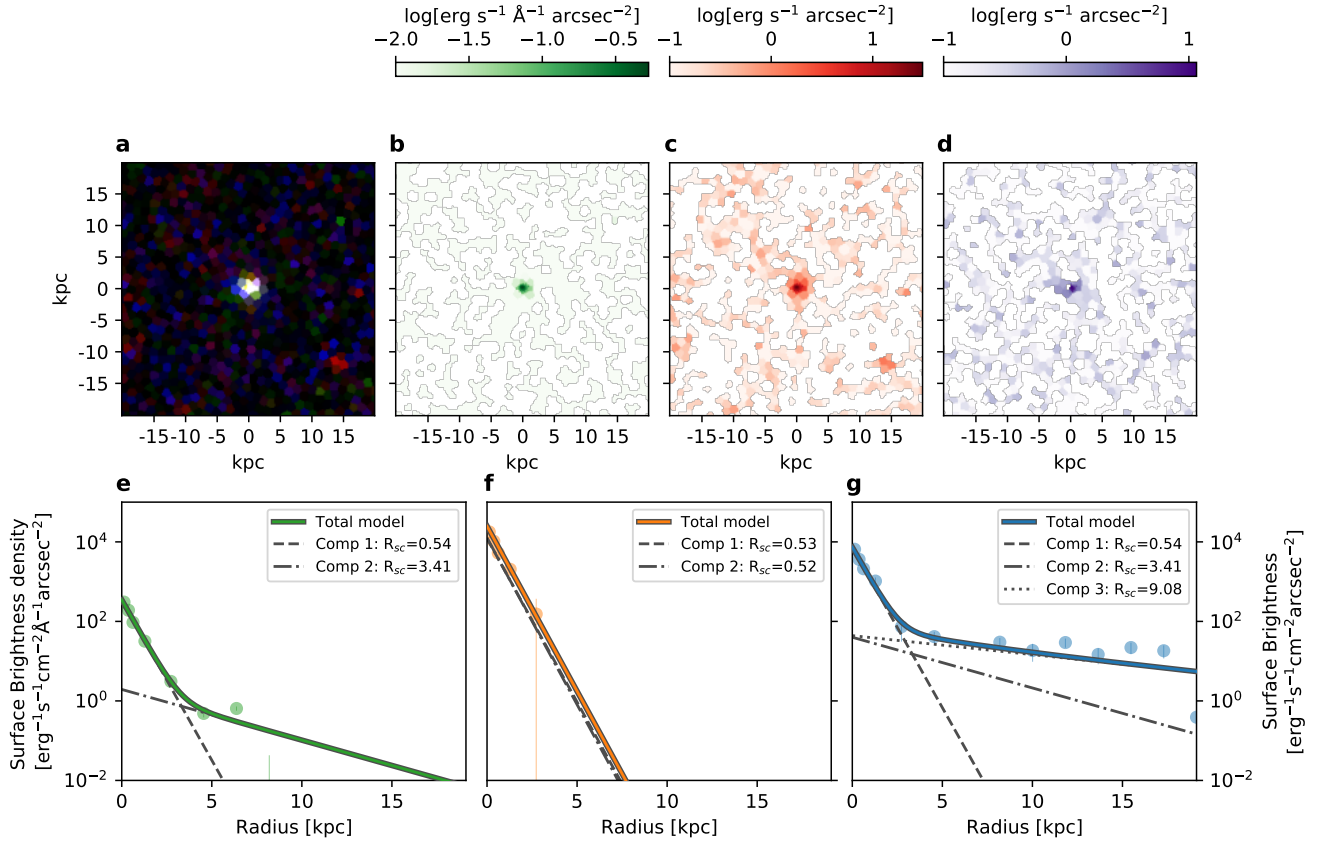 log[erg s⁻¹ Å⁻¹ arcsec⁻²] log[erg s⁻¹ arcsec⁻²] log[erg s⁻¹ arcsec⁻²]
−2.0 −1.5 −1.0 −0.5 −1 0 1 −1 0 1
a b c d
15
10
5
0
-5
-10
-15
kpc
-15 -10 -5 0 5 10 15 -15 -10 -5 0 5 10 15 -15 -10 -5 0 5 10 15 -15 -10 -5 0 5 10 15
kpc kpc kpc kpc
e
Surface Brightness density
[erg⁻¹s⁻¹cm⁻²Å⁻¹arcsec⁻²]
10⁴
10²
10⁰
10⁻²
Total model
Comp 1: Rsc=0.54
Comp 2: Rsc=3.41
0 5 10 15
Radius [kpc]
f
Total model
Comp 1: Rsc=0.53
Comp 2: Rsc=0.52
0 5 10 15
Radius [kpc]
g
Total model
Comp 1: Rsc=0.54
Comp 2: Rsc=3.41
Comp 3: Rsc=9.08
0 5 10 15
Radius [kpc]
10⁴
10²
10⁰
10⁻²
Surface Brightness
[erg⁻¹s⁻¹cm⁻²arcsec⁻²]